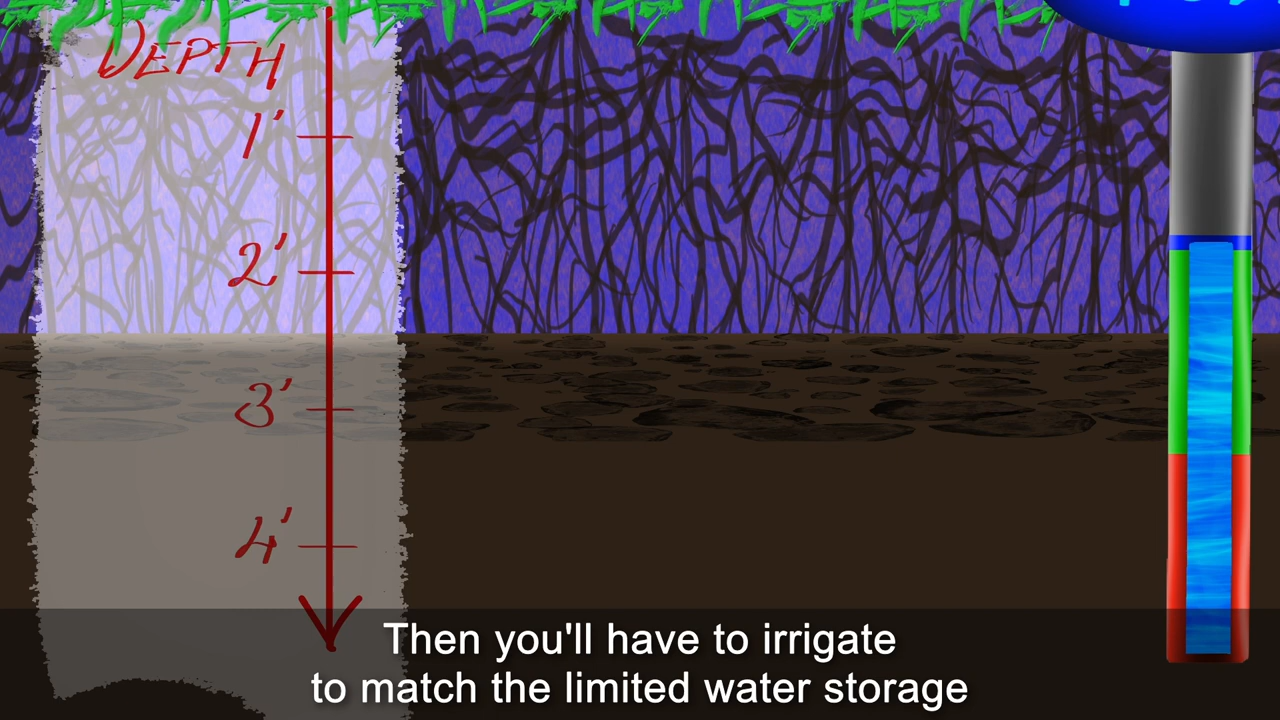 DEPTH
1'
2'
3'
4'
Then you'll have to irrigate
to match the limited water storage